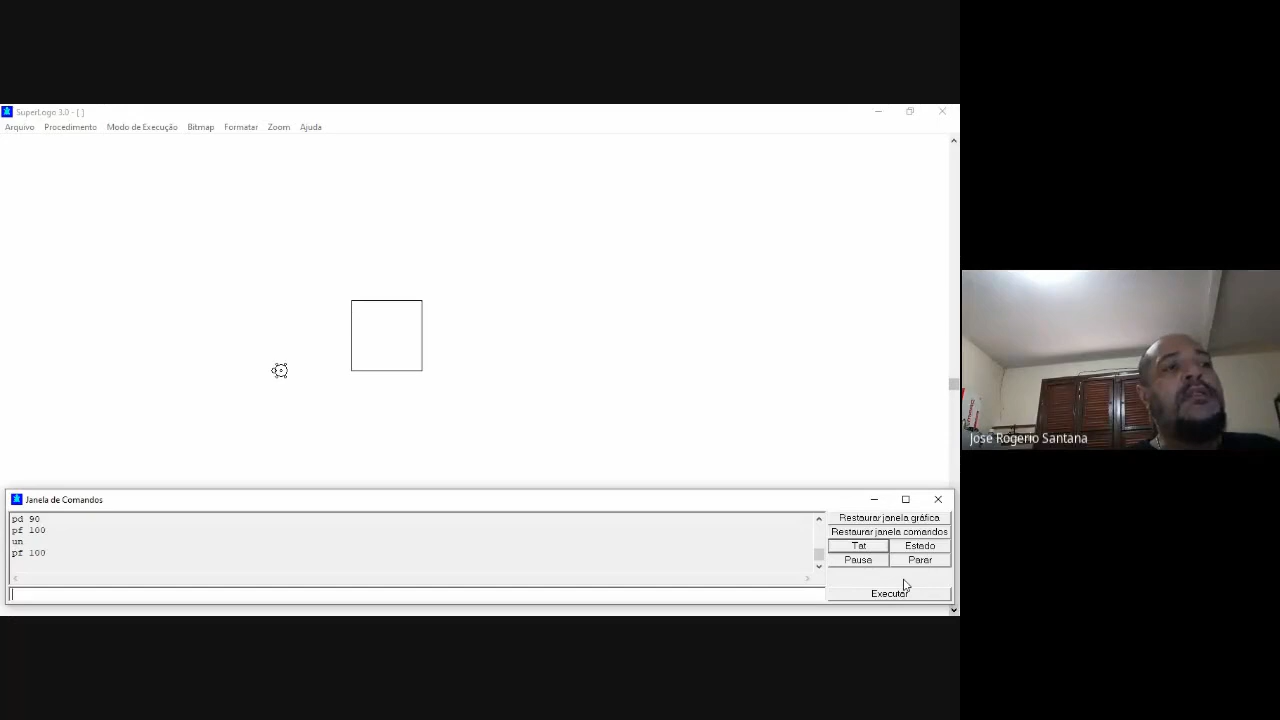 SuperLogo 3.0 - [ ]
Arquivo Procedimento Modo de Execução Bitmap Formatar Zoom Ajuda
Jose Rogerio Santana
Janela de Comandos
pd 90
pf 100
un
pf 100
Restaurar janela gráfica
Restaurar janela comandos
Tat Estado
Pausa Parar
Executar